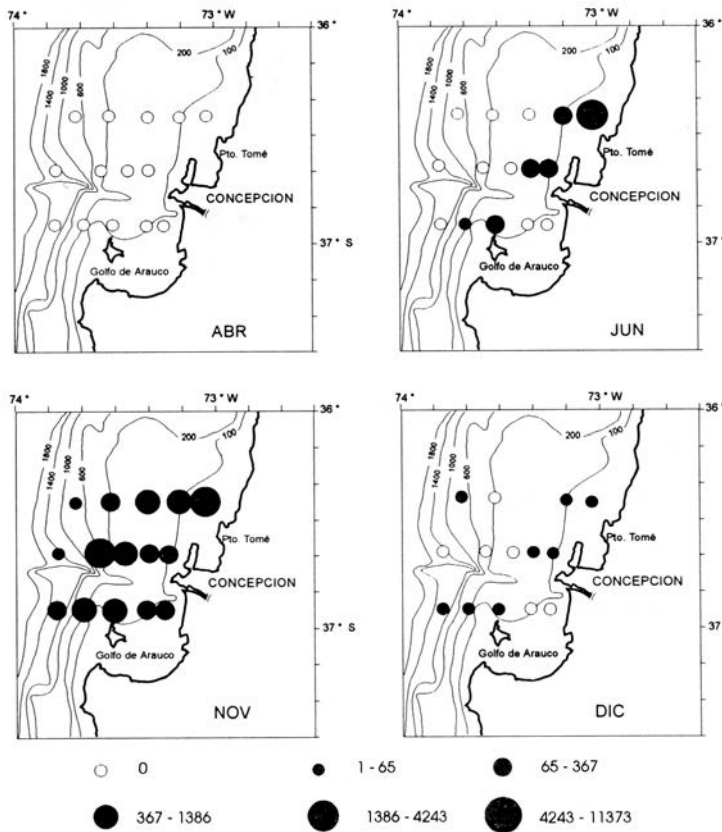 74 73 ° W 36 °
1800
1400
1000
600
200
100
Pto. Tomé
CONCEPCION
37 ° S
Golfo de Arauco
ABR
74 73 ° W 36 °
1800
1400
1000
600
200
100
Pto. Tomé
CONCEPCION
37 ° S
Golfo de Arauco
JUN
74 73 ° W 36 °
1800
1400
1000
600
200
100
Pto. Tomé
CONCEPCION
37 ° S
Golfo de Arauco
NOV
74 73 ° W 36 °
1800
1400
1000
600
200
100
Pto. Tomé
CONCEPCION
37 ° S
Golfo de Arauco
DIC
0 1 - 65 65 - 367
367 - 1386 1386 - 4243 4243 - 11373